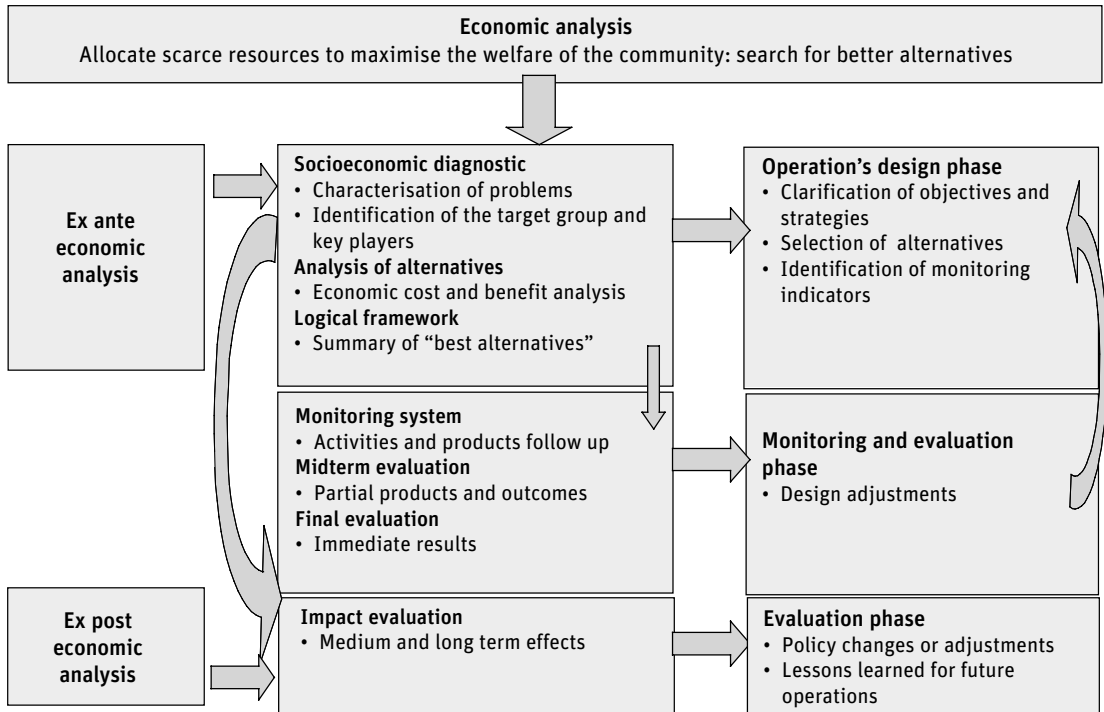 Economic analysis
Allocate scarce resources to maximise the welfare of the community: search for better alternatives
Ex ante
economic
analysis
Socioeconomic diagnostic
• Characterisation of problems
• Identification of the target group and
key players
Analysis of alternatives
• Economic cost and benefit analysis
Logical framework
• Summary of “best alternatives”
Operation’s design phase
• Clarification of objectives and
strategies
• Selection of alternatives
• Identification of monitoring
indicators
Monitoring system
• Activities and products follow up
Midterm evaluation
• Partial products and outcomes
Final evaluation
• Immediate results
Monitoring and evaluation
phase
• Design adjustments
Ex post
economic
analysis
Impact evaluation
• Medium and long term effects
Evaluation phase
• Policy changes or adjustments
• Lessons learned for future
operations